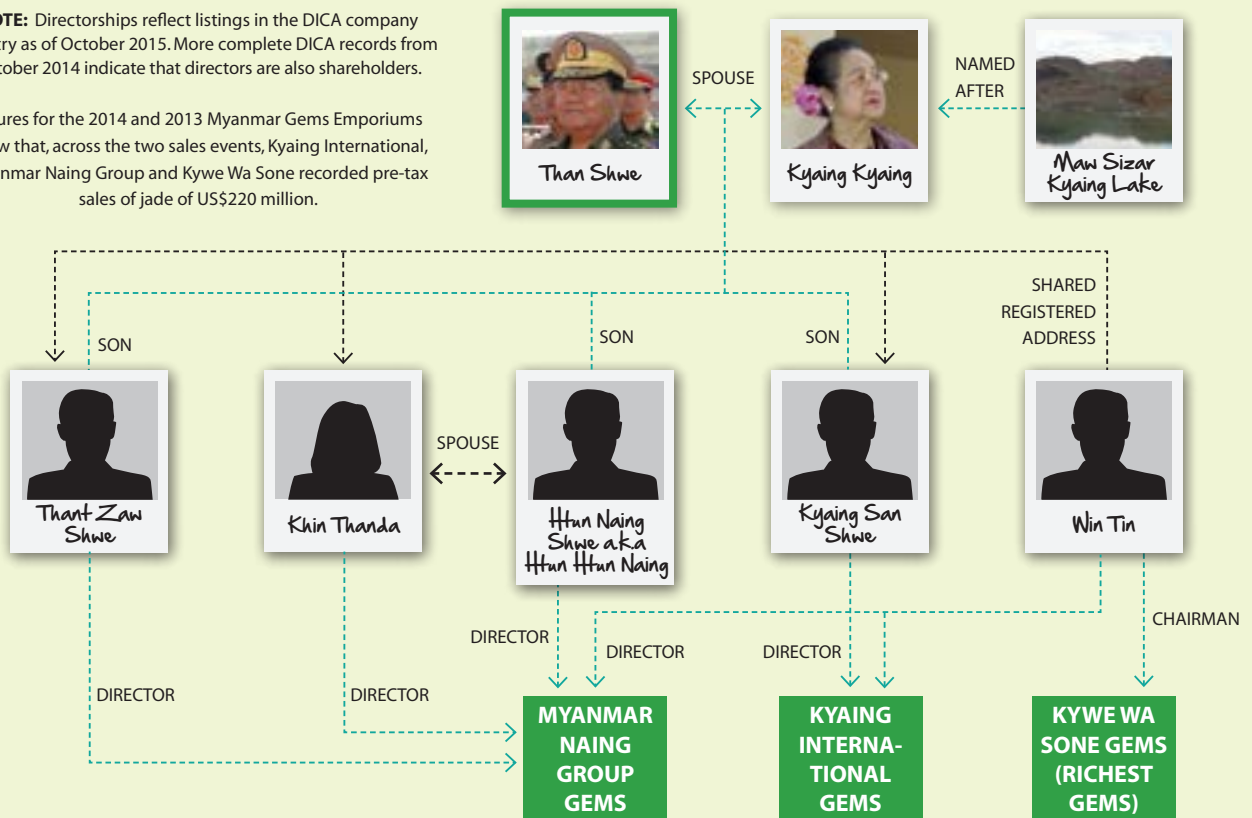 OTE: Directorships reflect listings in the DICA company
try as of October 2015. More complete DICA records from
tober 2014 indicate that directors are also shareholders.
ures for the 2014 and 2013 Myanmar Gems Emporiums
w that, across the two sales events, Kyaing International,
nmar Naing Group and Kywe Wa Sone recorded pre-tax
sales of jade of US$220 million.
Than Shwe
SPOUSE
Kyaing Kyaing
NAMED
AFTER
Maw Sizar
Kyaing Lake
SON
SON
SON
SHARED
REGISTERED
ADDRESS
Thant Zaw
Shwe
Khin Thanda
SPOUSE
Htun Naing
Shwe aka
Htun Htun Naing
Kyaing San
Shwe
Win Tin
DIRECTOR
DIRECTOR
DIRECTOR
DIRECTOR
DIRECTOR
CHAIRMAN
MYANMAR
NAING
GROUP
GEMS
KYAING
INTERNA-
TIONAL
GEMS
KYWE WA
SONE GEMS
(RICHEST
GEMS)